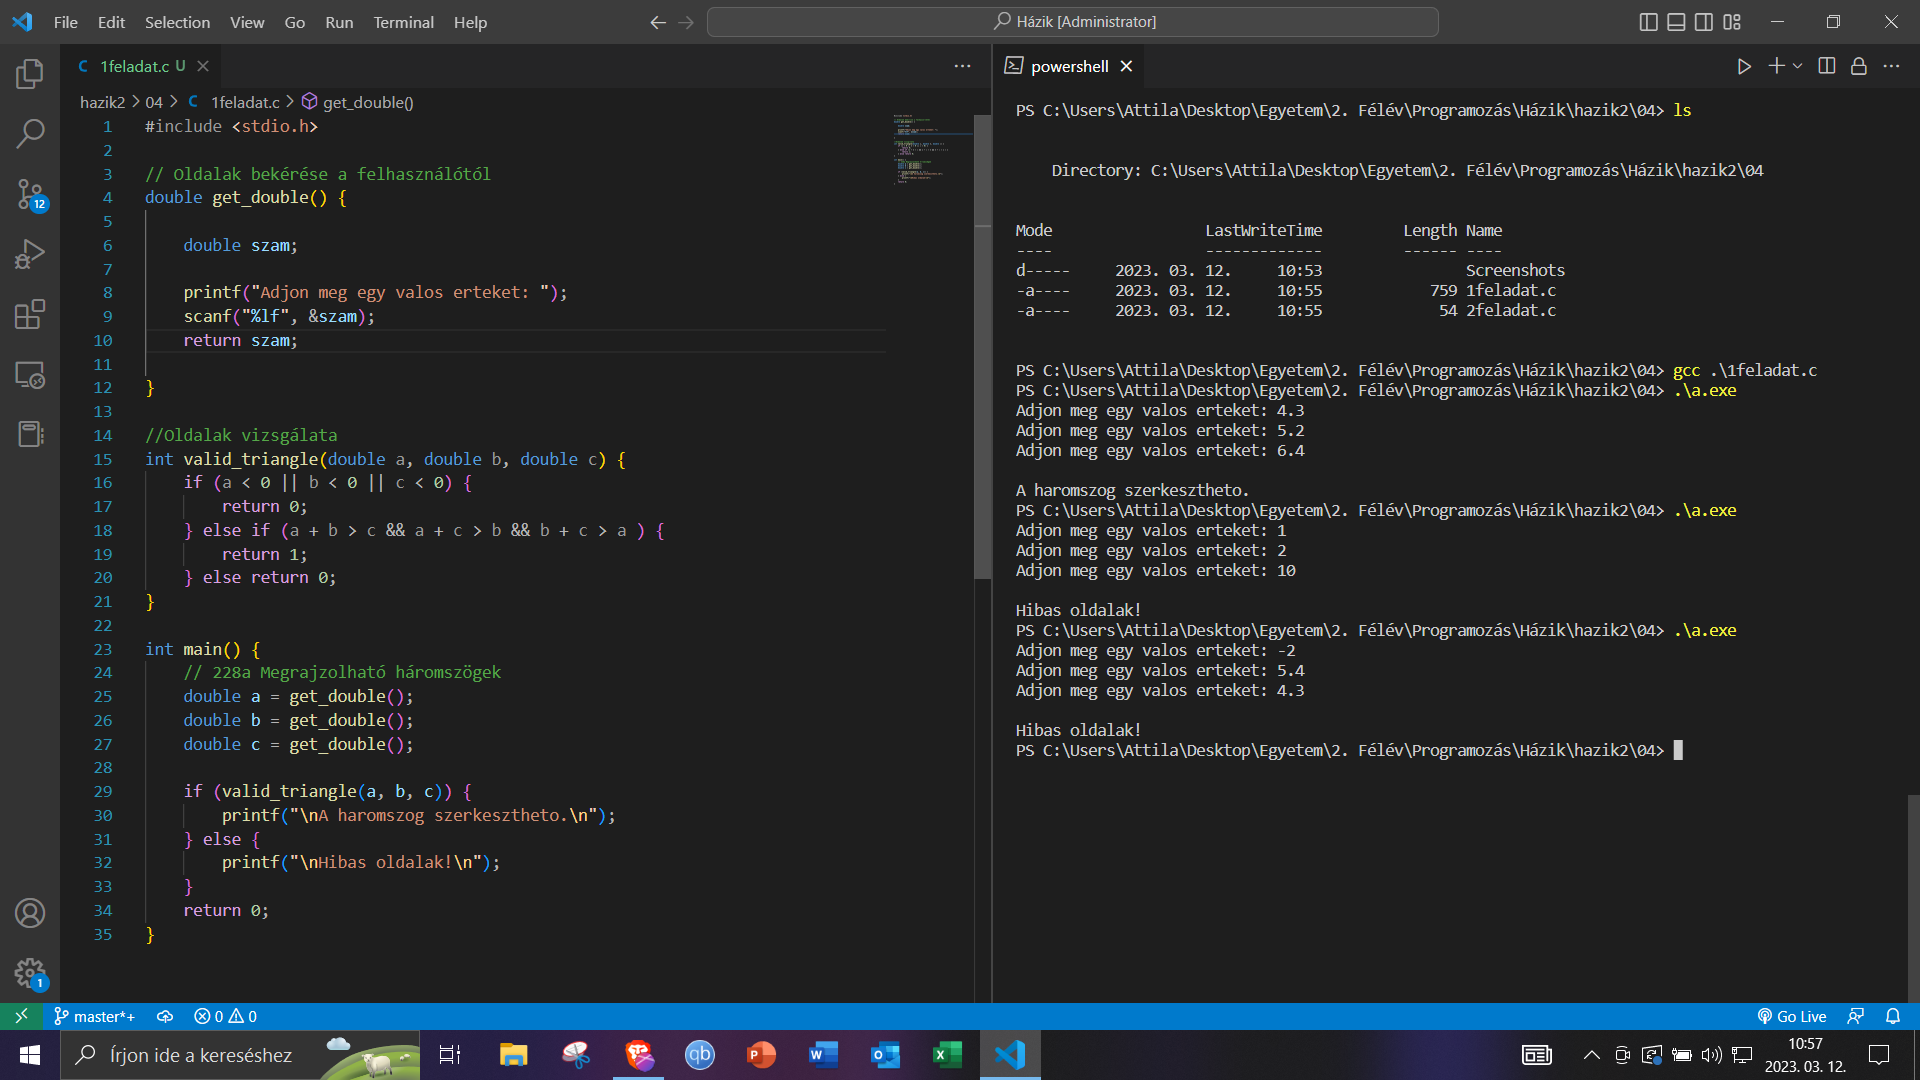 File Edit Selection View Go Run Terminal Help
Házik [Administrator]
1feladat.c U
hazik2 > 04 > C 1feladat.c > get_double()
1 #include <stdio.h>
2
3 // Oldalak bekérése a felhasználótól
4 double get_double() {
5
6 double szam;
7
8 printf("Adjon meg egy valos erteket: ");
9 scanf("%lf", &szam);
10 return szam;
11
12 }
13
14 //Oldalak vizsgálata
15 int valid_triangle(double a, double b, double c) {
16 if (a < 0 || b < 0 || c < 0) {
17 return 0;
18 } else if (a + b > c && a + c > b && b + c > a ) {
19 return 1;
20 } else return 0;
21 }
22
23 int main() {
24 // 228a Megrajzolható háromszögek
25 double a = get_double();
26 double b = get_double();
27 double c = get_double();
28
29 if (valid_triangle(a, b, c)) {
30 printf("\nA haromszog szerkesztheto.\n");
31 } else {
32 printf("\nHibas oldalak!\n");
33 }
34 return 0;
35 }
powershell
PS C:\Users\Attila\Desktop\Egyetem\2. Félév\Programozás\Házik\hazik2\04> ls
Directory: C:\Users\Attila\Desktop\Egyetem\2. Félév\Programozás\Házik\hazik2\04
Mode LastWriteTime Length Name
---- ------------- ------ ----
d----- 2023. 03. 12. 10:53 Screenshots
-a---- 2023. 03. 12. 10:55 759 1feladat.c
-a---- 2023. 03. 12. 10:55 54 2feladat.c
PS C:\Users\Attila\Desktop\Egyetem\2. Félév\Programozás\Házik\hazik2\04> gcc .\1feladat.c
PS C:\Users\Attila\Desktop\Egyetem\2. Félév\Programozás\Házik\hazik2\04> .\a.exe
Adjon meg egy valos erteket: 4.3
Adjon meg egy valos erteket: 5.2
Adjon meg egy valos erteket: 6.4
A haromszog szerkesztheto.
PS C:\Users\Attila\Desktop\Egyetem\2. Félév\Programozás\Házik\hazik2\04> .\a.exe
Adjon meg egy valos erteket: 1
Adjon meg egy valos erteket: 2
Adjon meg egy valos erteket: 10
Hibas oldalak!
PS C:\Users\Attila\Desktop\Egyetem\2. Félév\Programozás\Házik\hazik2\04> .\a.exe
Adjon meg egy valos erteket: -2
Adjon meg egy valos erteket: 5.4
Adjon meg egy valos erteket: 4.3
Hibas oldalak!
PS C:\Users\Attila\Desktop\Egyetem\2. Félév\Programozás\Házik\hazik2\04>
12
1
master*+ 0 0
Go Live
Írjon ide a kereséshez
qb
10:57
2023. 03. 12.